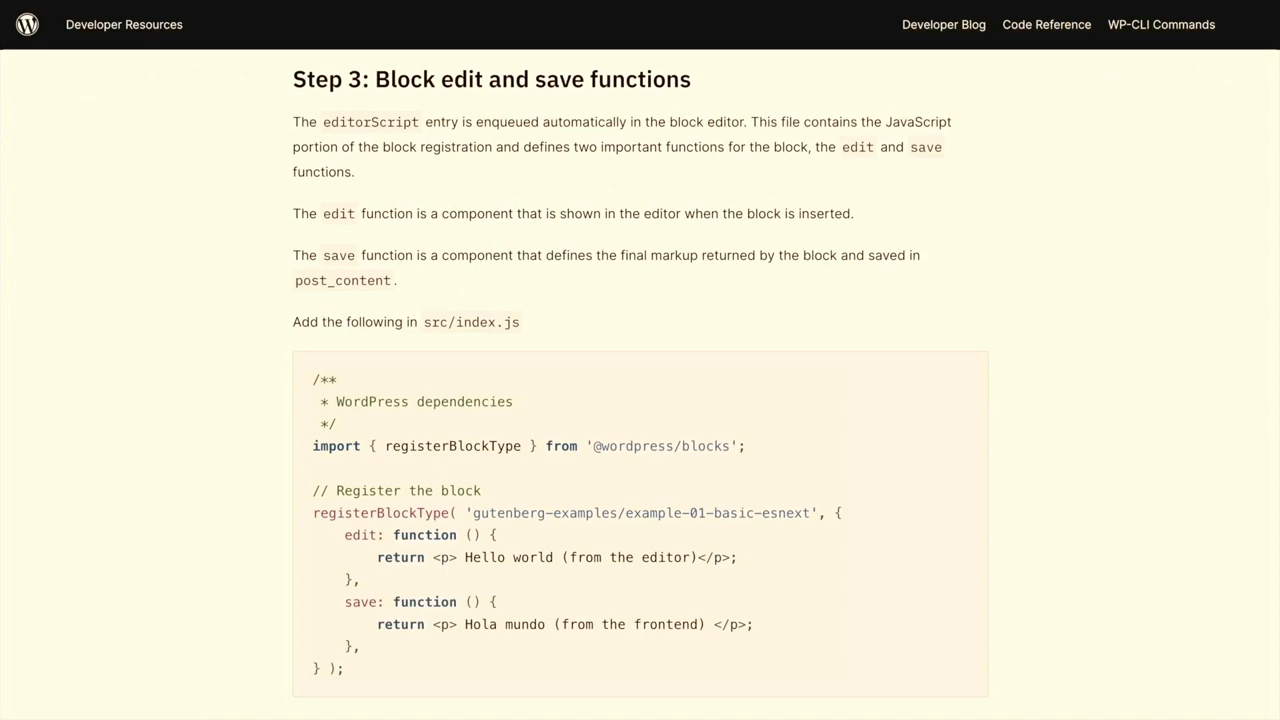 Developer Resources
Developer Blog Code Reference WP-CLI Commands
Step 3: Block edit and save functions
The editorScript entry is enqueued automatically in the block editor. This file contains the JavaScript
portion of the block registration and defines two important functions for the block, the edit and save
functions.
The edit function is a component that is shown in the editor when the block is inserted.
The save function is a component that defines the final markup returned by the block and saved in
post_content.
Add the following in src/index.js
/**
 * WordPress dependencies
 */
import { registerBlockType } from '@wordpress/blocks';
// Register the block
registerBlockType( 'gutenberg-examples/example-01-basic-esnext', {
    edit: function () {
        return <p> Hello world (from the editor)</p>;
    },
    save: function () {
        return <p> Hola mundo (from the frontend) </p>;
    },
} );